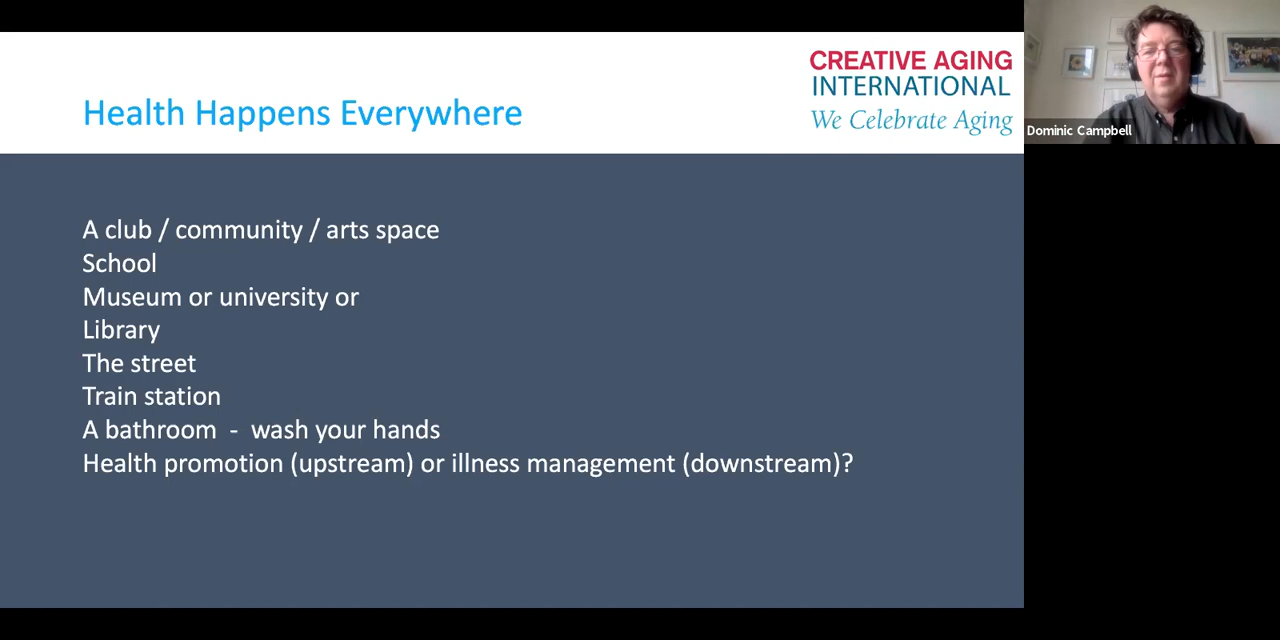 Health Happens Everywhere
CREATIVE AGING
INTERNATIONAL
We Celebrate Aging
Dominic Campbell
A club / community / arts space
School
Museum or university or
Library
The street
Train station
A bathroom  -  wash your hands
Health promotion (upstream) or illness management (downstream)?